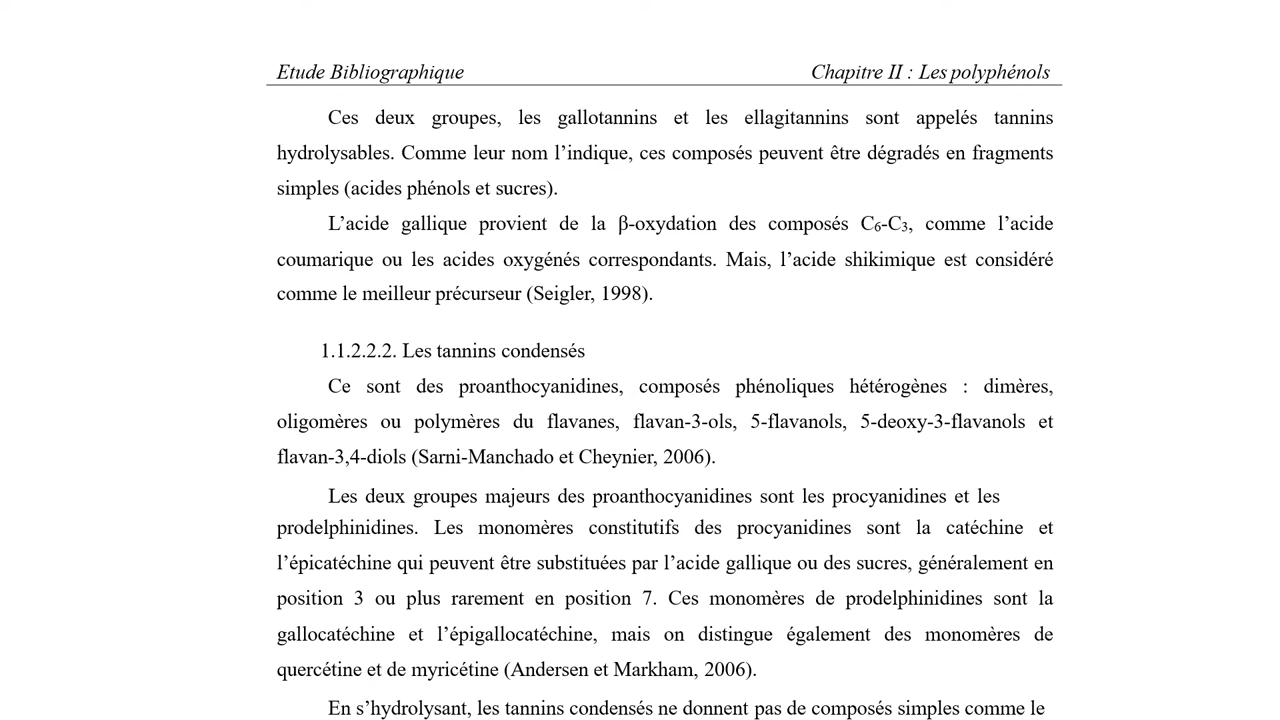 Etude Bibliographique Chapitre II : Les polyphénols
Ces deux groupes, les gallotannins et les ellagitannins sont appelés tannins
hydrolysables. Comme leur nom l’indique, ces composés peuvent être dégradés en fragments
simples (acides phénols et sucres).
L’acide gallique provient de la β-oxydation des composés C₆-C₃, comme l’acide
coumarique ou les acides oxygénés correspondants. Mais, l’acide shikimique est considéré
comme le meilleur précurseur (Seigler, 1998).
1.1.2.2.2. Les tannins condensés
Ce sont des proanthocyanidines, composés phénoliques hétérogènes : dimères,
oligomères ou polymères du flavanes, flavan-3-ols, 5-flavanols, 5-deoxy-3-flavanols et
flavan-3,4-diols (Sarni-Manchado et Cheynier, 2006).
Les deux groupes majeurs des proanthocyanidines sont les procyanidines et les
prodelphinidines. Les monomères constitutifs des procyanidines sont la catéchine et
l’épicatéchine qui peuvent être substituées par l’acide gallique ou des sucres, généralement en
position 3 ou plus rarement en position 7. Ces monomères de prodelphinidines sont la
gallocatéchine et l’épigallocatéchine, mais on distingue également des monomères de
quercétine et de myricétine (Andersen et Markham, 2006).
En s’hydrolysant, les tannins condensés ne donnent pas de composés simples comme le